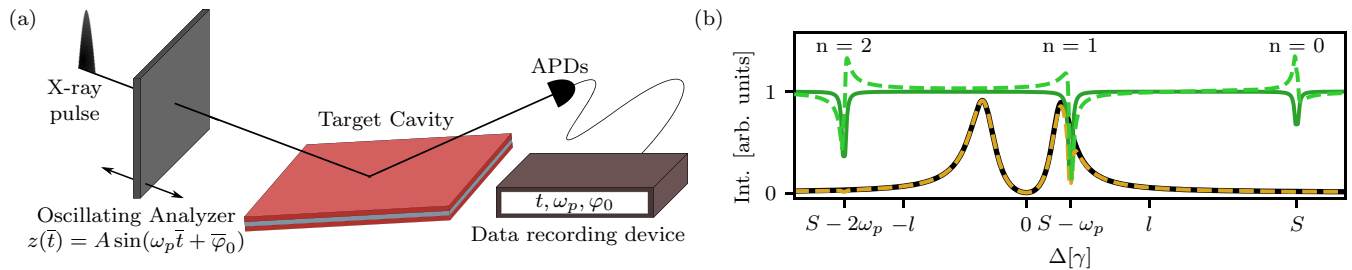 (a)
X-ray
pulse
Oscillating Analyzer
z(t̅) = A sin(ω_p t̅ + φ̅_0)
Target Cavity
APDs
t, ω_p, φ_0
Data recording device
(b)
n = 2
n = 1
n = 0
Int. [arb. units]
1
0
S − 2ω_p
−l
0
S − ω_p
l
S
Δ[γ]